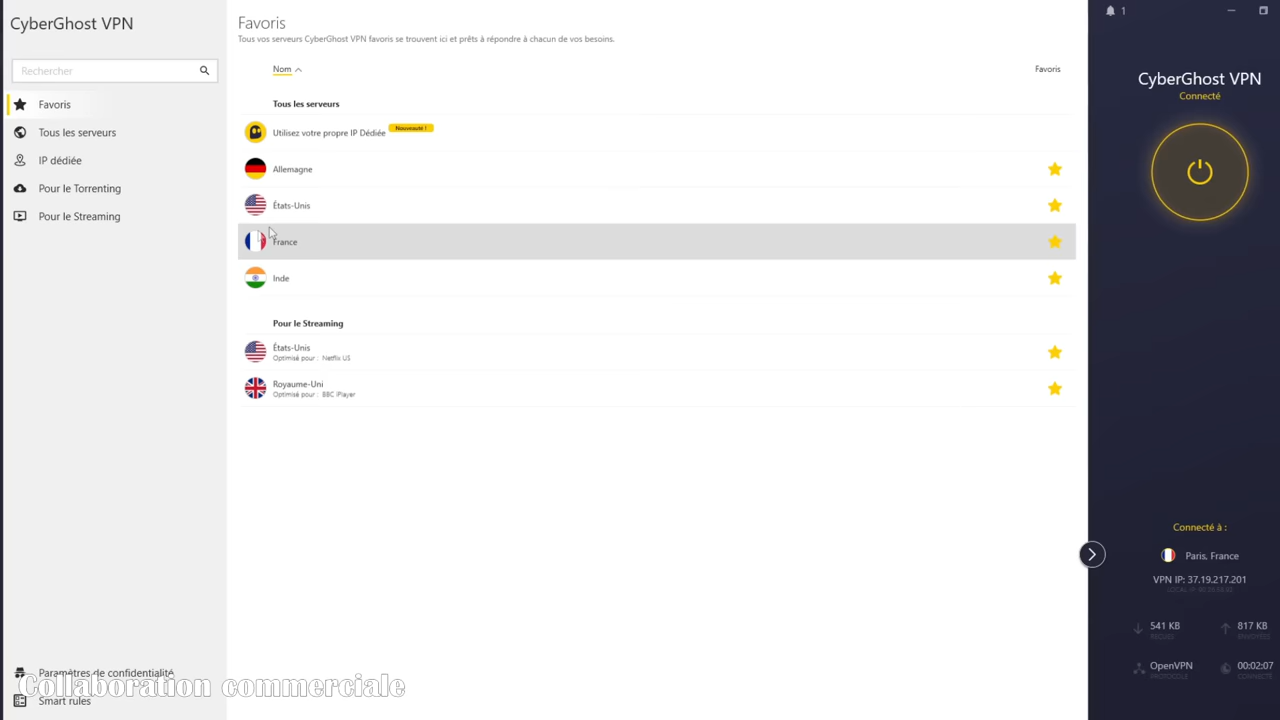 CyberGhost VPN
Rechercher
Favoris
Tous les serveurs
IP dédiée
Pour le Torrenting
Pour le Streaming
Paramètres de confidentialité
Smart rules
Collaboration commerciale
Favoris
Tous vos serveurs CyberGhost VPN favoris se trouvent ici et prêts à répondre à chacun de vos besoins.
Nom Favoris
Tous les serveurs
Utilisez votre propre IP Dédiée Nouveauté !
Allemagne
États-Unis
France
Inde
Pour le Streaming
États-Unis
Optimisé pour : Netflix US
Royaume-Uni
Optimisé pour : BBC iPlayer
1
CyberGhost VPN
Connecté
Connecté à :
Paris, France
VPN IP: 37.19.217.201
541 KB 817 KB
REÇUES ENVOYÉES
OpenVPN 00:02:07
PROTOCOLE CONNECTÉ